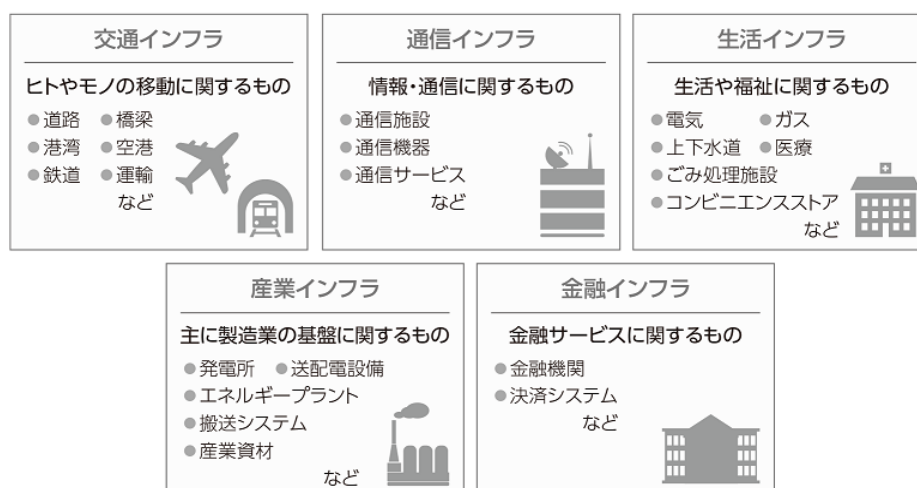 交通インフラ
ヒトやモノの移動に関するもの
●道路 ●橋梁
●港湾 ●空港
●鉄道 ●運輸
など
通信インフラ
情報・通信に関するもの
●通信施設
●通信機器
●通信サービス
など
生活インフラ
生活や福祉に関するもの
●電気 ●ガス
●上下水道 ●医療
●ごみ処理施設
●コンビニエンスストア
など
産業インフラ
主に製造業の基盤に関するもの
●発電所 ●送配電設備
●エネルギープラント
●搬送システム
●産業資材
など
金融インフラ
金融サービスに関するもの
●金融機関
●決済システム
など